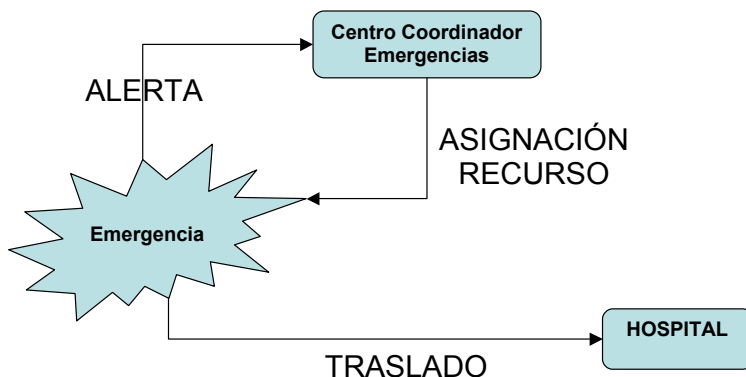 Centro Coordinador
Emergencias
ALERTA
ASIGNACIÓN
RECURSO
Emergencia
HOSPITAL
TRASLADO